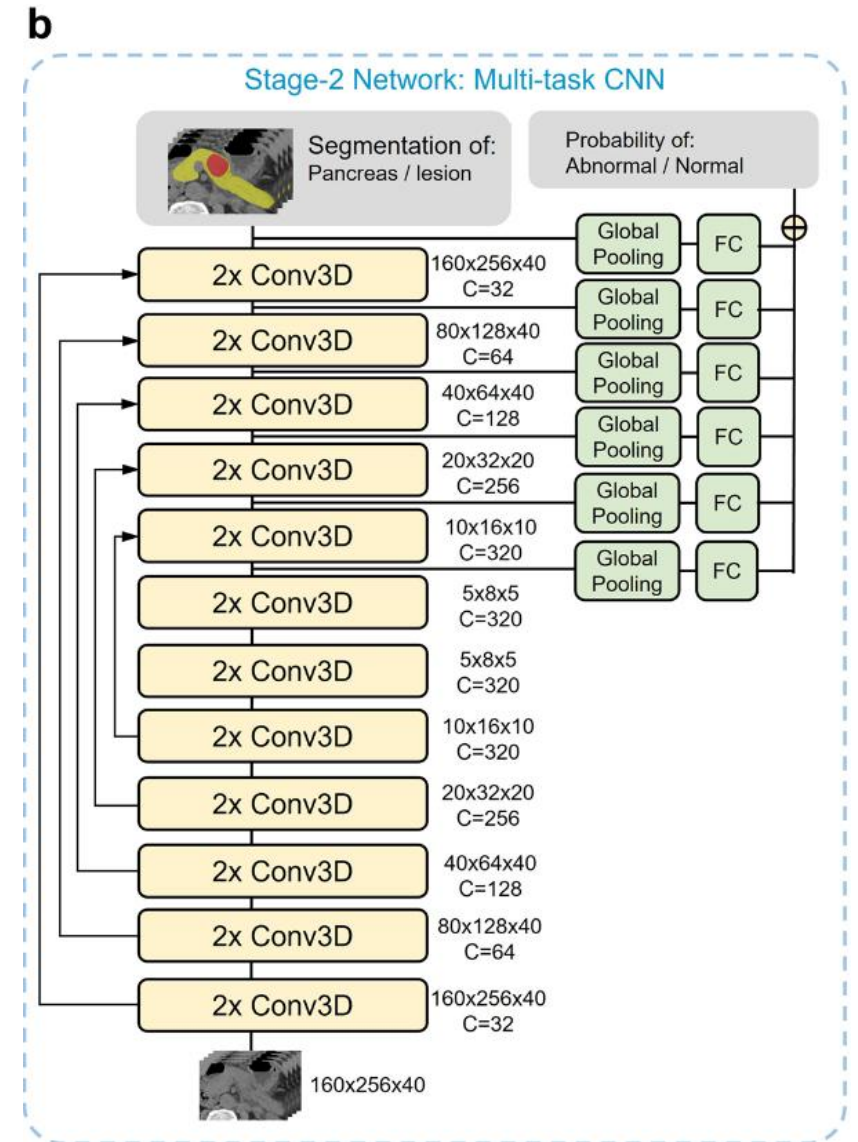 b
Stage-2 Network: Multi-task CNN
Segmentation of:
Pancreas / lesion
Probability of:
Abnormal / Normal
2x Conv3D
160x256x40
C=32
Global
Pooling
FC
2x Conv3D
80x128x40
C=64
Global
Pooling
FC
2x Conv3D
40x64x40
C=128
Global
Pooling
FC
2x Conv3D
20x32x20
C=256
Global
Pooling
FC
2x Conv3D
10x16x10
C=320
Global
Pooling
FC
2x Conv3D
5x8x5
C=320
Global
Pooling
FC
2x Conv3D
5x8x5
C=320
2x Conv3D
10x16x10
C=320
2x Conv3D
20x32x20
C=256
2x Conv3D
40x64x40
C=128
2x Conv3D
80x128x40
C=64
2x Conv3D
160x256x40
C=32
160x256x40